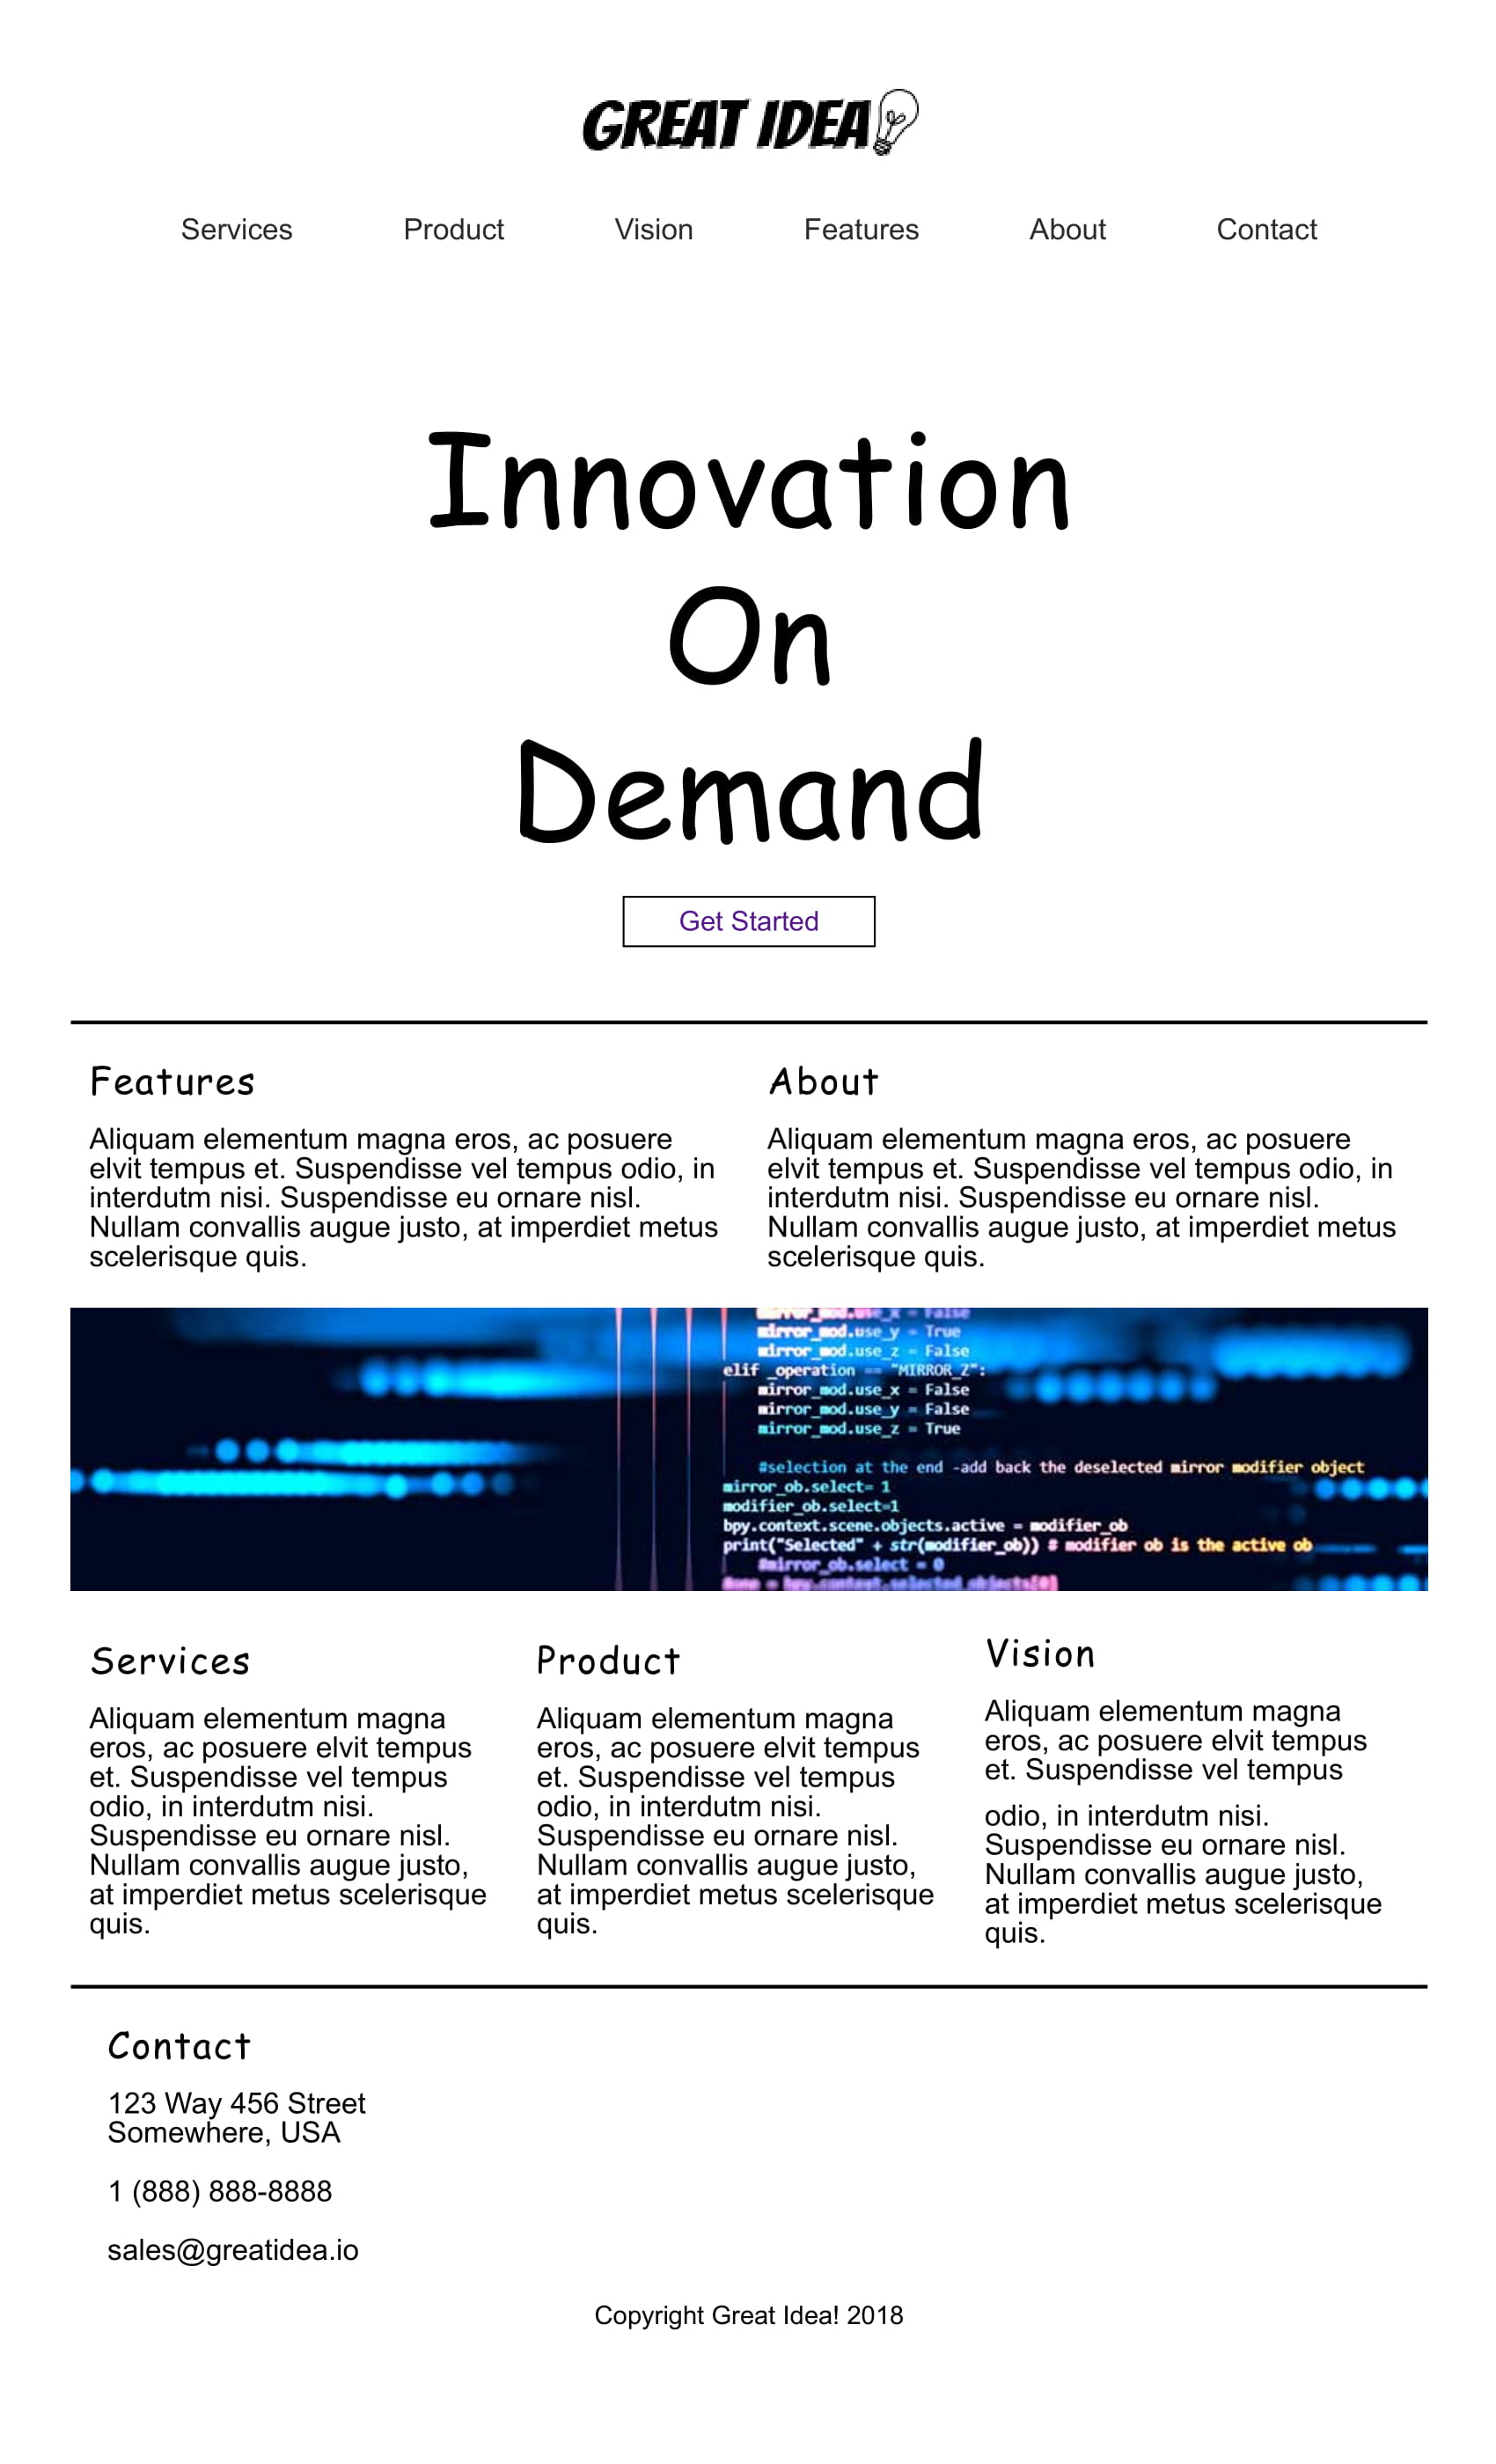 GREAT IDEA
Services Product Vision Features About Contact
Innovation
On
Demand
Get Started
Features
Aliquam elementum magna eros, ac posuere
elvit tempus et. Suspendisse vel tempus odio, in
interdutm nisi. Suspendisse eu ornare nisl.
Nullam convallis augue justo, at imperdiet metus
scelerisque quis.
About
Aliquam elementum magna eros, ac posuere
elvit tempus et. Suspendisse vel tempus odio, in
interdutm nisi. Suspendisse eu ornare nisl.
Nullam convallis augue justo, at imperdiet metus
scelerisque quis.
mirror_mod.use_x = False
mirror_mod.use_y = True
mirror_mod.use_z = False
elif _operation == "MIRROR_Z":
mirror_mod.use_x = False
mirror_mod.use_y = False
mirror_mod.use_z = True
#selection at the end -add back the deselected mirror modifier object
mirror_ob.select= 1
modifier_ob.select=1
bpy.context.scene.objects.active = modifier_ob
print("Selected" + str(modifier_ob)) # modifier ob is the active ob
#mirror_ob.select = 0
= bpy.context.selected_objects[0]
Services
Aliquam elementum magna
eros, ac posuere elvit tempus
et. Suspendisse vel tempus
odio, in interdutm nisi.
Suspendisse eu ornare nisl.
Nullam convallis augue justo,
at imperdiet metus scelerisque
quis.
Product
Aliquam elementum magna
eros, ac posuere elvit tempus
et. Suspendisse vel tempus
odio, in interdutm nisi.
Suspendisse eu ornare nisl.
Nullam convallis augue justo,
at imperdiet metus scelerisque
quis.
Vision
Aliquam elementum magna
eros, ac posuere elvit tempus
et. Suspendisse vel tempus
odio, in interdutm nisi.
Suspendisse eu ornare nisl.
Nullam convallis augue justo,
at imperdiet metus scelerisque
quis.
Contact
123 Way 456 Street
Somewhere, USA
1 (888) 888-8888
sales@greatidea.io
Copyright Great Idea! 2018